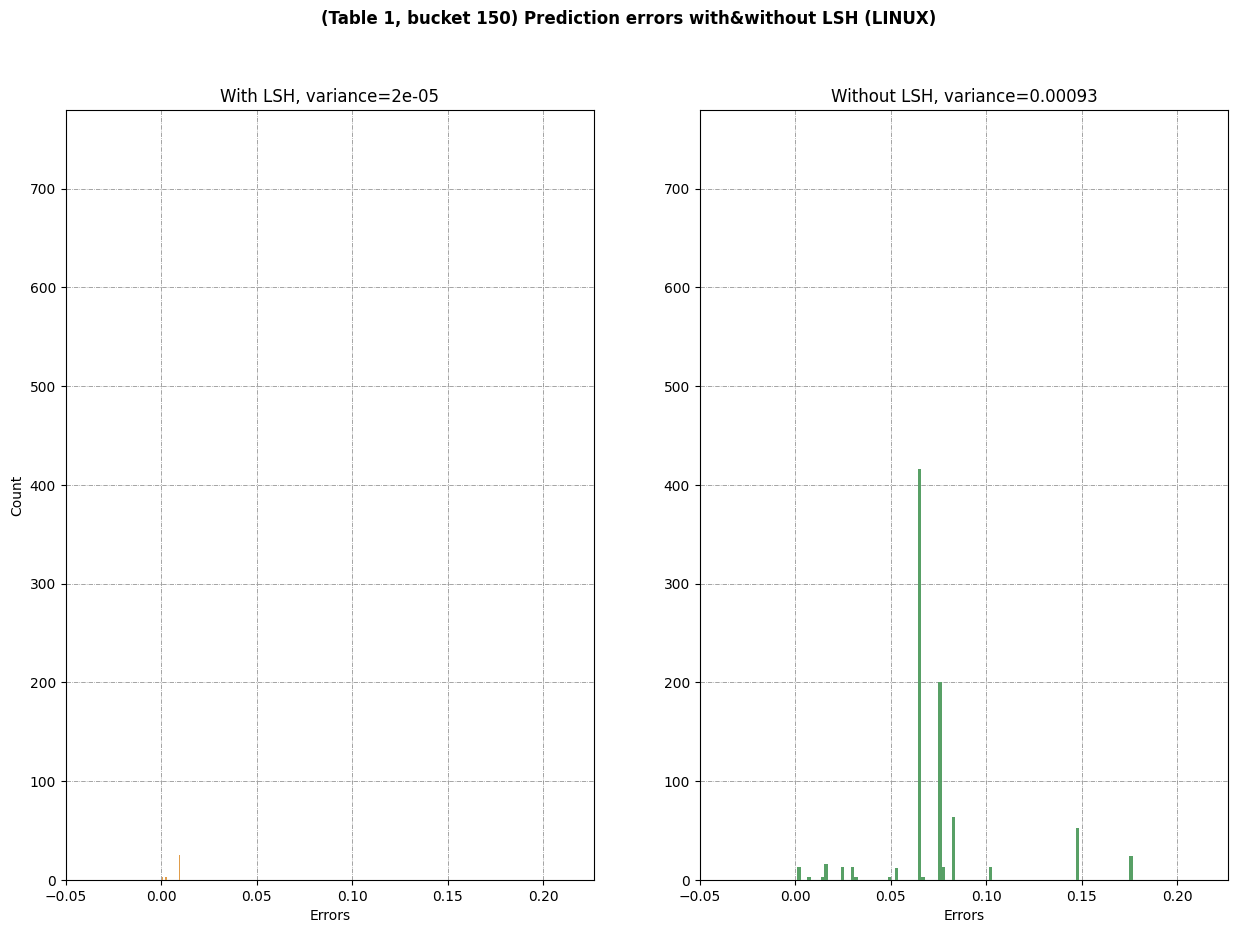 (Table 1, bucket 150) Prediction errors with&without LSH (LINUX)
With LSH, variance=2e-05
700
600
500
400
300
200
100
0
Count
−0.05 0.00 0.05 0.10 0.15 0.20
Errors
Without LSH, variance=0.00093
700
600
500
400
300
200
100
0
−0.05 0.00 0.05 0.10 0.15 0.20
Errors